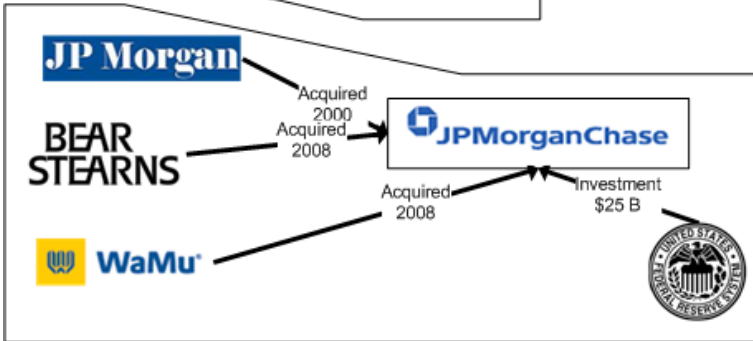 JP Morgan
Acquired
2000
BEAR
STEARNS
Acquired
2008
JPMorganChase
WaMu
Acquired
2008
Investment
$25 B
UNITED STATES
FEDERAL RESERVE SYSTEM